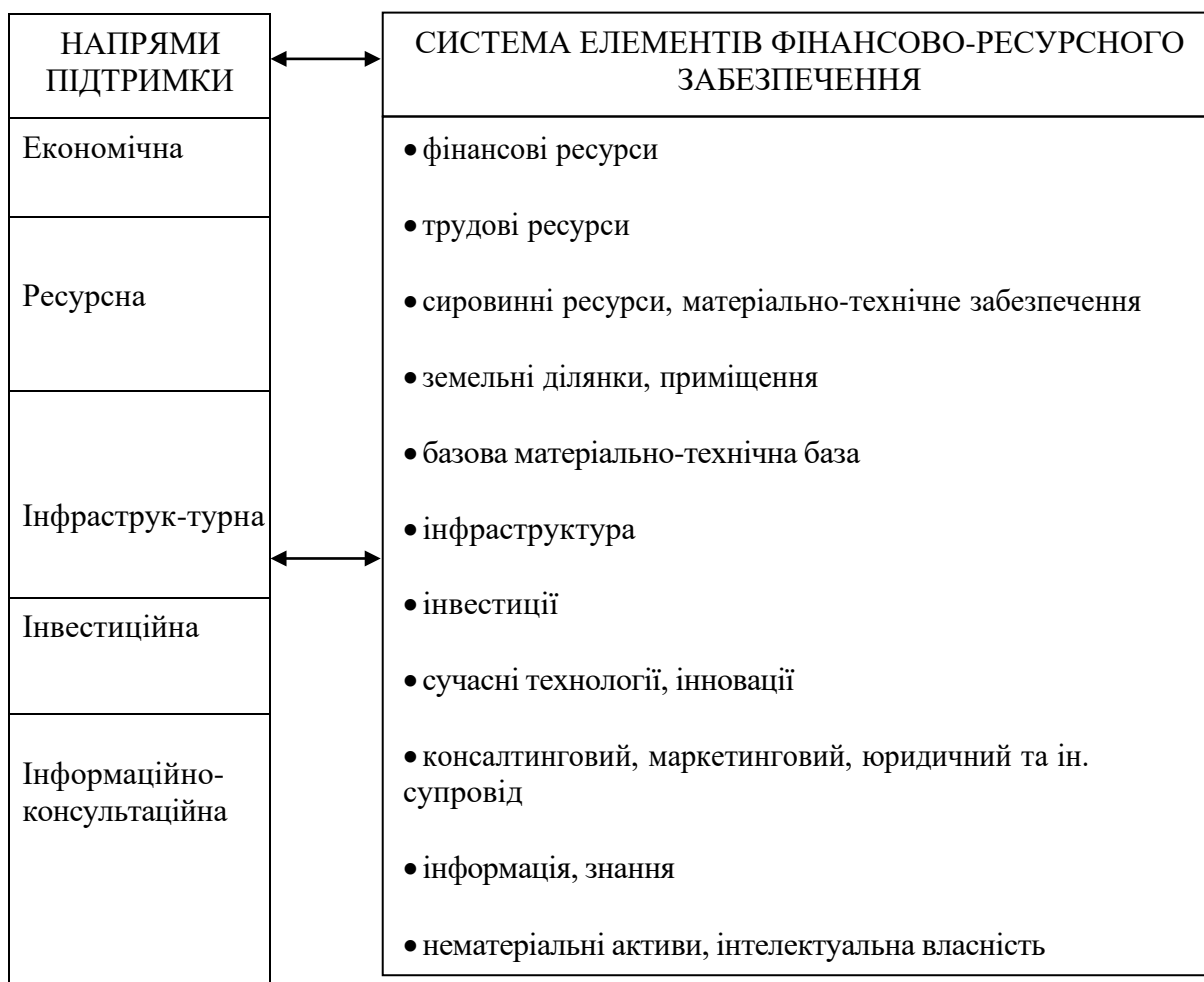 НАПРЯМИ
ПІДТРИМКИ
Економічна
Ресурсна
Інфраструк-турна
Інвестиційна
Інформаційно-
консультаційна
СИСТЕМА ЕЛЕМЕНТІВ ФІНАНСОВО-РЕСУРСНОГО
ЗАБЕЗПЕЧЕННЯ
• фінансові ресурси
• трудові ресурси
• сировинні ресурси, матеріально-технічне забезпечення
• земельні ділянки, приміщення
• базова матеріально-технічна база
• інфраструктура
• інвестиції
• сучасні технології, інновації
• консалтинговий, маркетинговий, юридичний та ін.
супровід
• інформація, знання
• нематеріальні активи, інтелектуальна власність